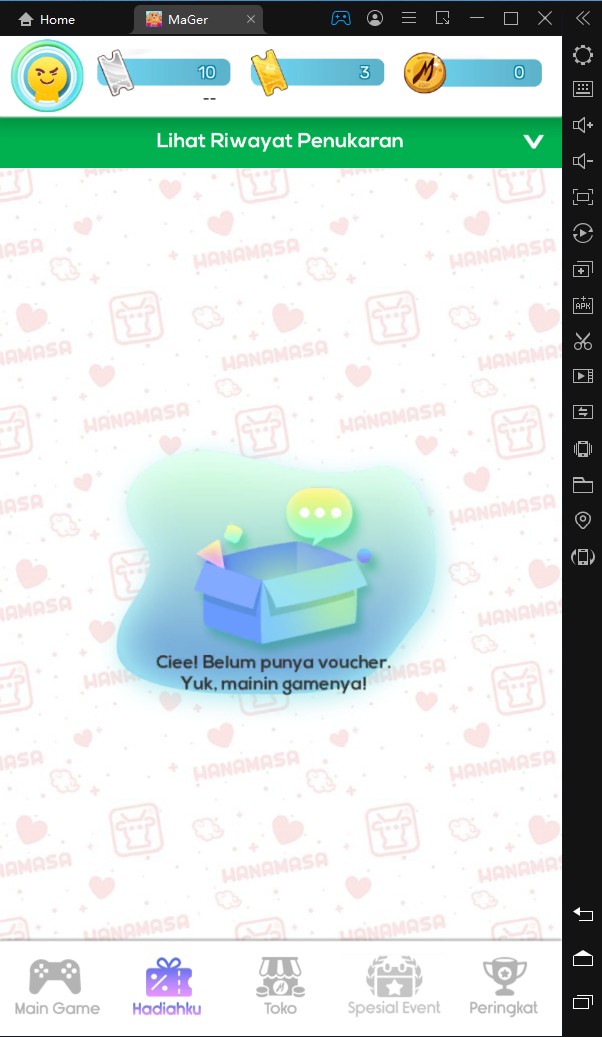 Home
MaGer
10
3
0
--
Lihat Riwayat Penukaran
HANAMASA
APK
Ciee! Belum punya voucher.
Yuk, mainin gamenya!
Main Game
Hadiahku
Toko
Spesial Event
Peringkat